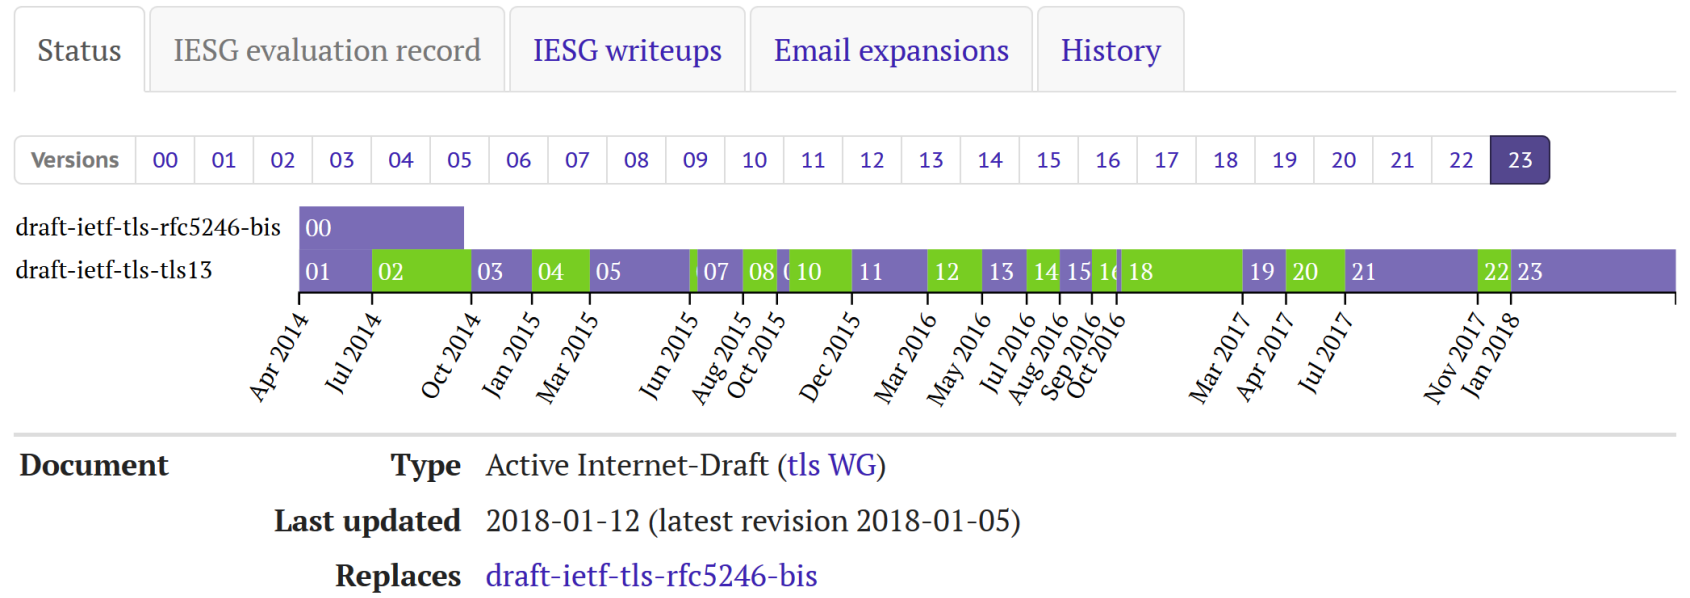 Status IESG evaluation record IESG writeups Email expansions History
Versions 00 01 02 03 04 05 06 07 08 09 10 11 12 13 14 15 16 17 18 19 20 21 22 23
draft-ietf-tls-rfc5246-bis 00
draft-ietf-tls-tls13 01 02 03 04 05 07 08 10 11 12 13 14 15 18 19 20 21 22 23
Apr 2014 Jul 2014 Oct 2014 Jan 2015 Mar 2015 Jun 2015 Aug 2015 Oct 2015 Dec 2015 Mar 2016 May 2016 Jul 2016 Aug 2016 Sep 2016 Oct 2016 Mar 2017 Apr 2017 Jul 2017 Nov 2017 Jan 2018
Document Type Active Internet-Draft (tls WG)
Last updated 2018-01-12 (latest revision 2018-01-05)
Replaces draft-ietf-tls-rfc5246-bis